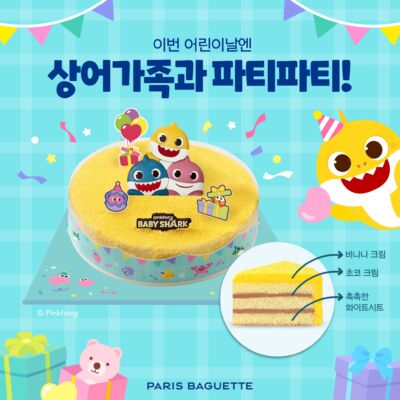 이번 어린이날엔
상어가족과 파티파티!
pinkfong
BABY SHARK
비나나 크림
초코 크림
촉촉한
화이트시트
© Pinkfong
PARIS BAGUETTE